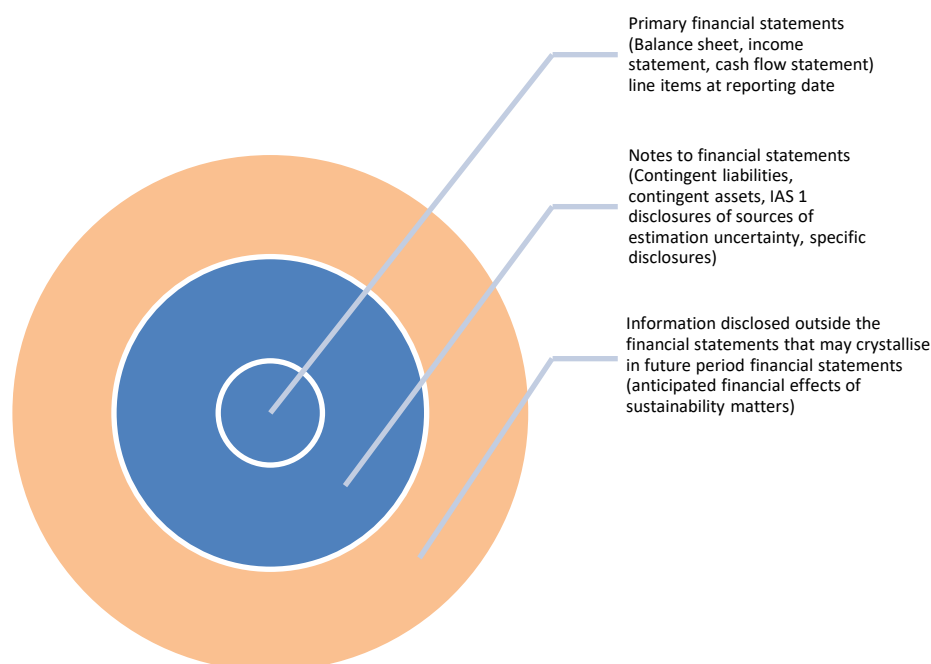 Primary financial statements
(Balance sheet, income
statement, cash flow statement)
line items at reporting date
Notes to financial statements
(Contingent liabilities,
contingent assets, IAS 1
disclosures of sources of
estimation uncertainty, specific
disclosures)
Information disclosed outside the
financial statements that may crystallise
in future period financial statements
(anticipated financial effects of
sustainability matters)